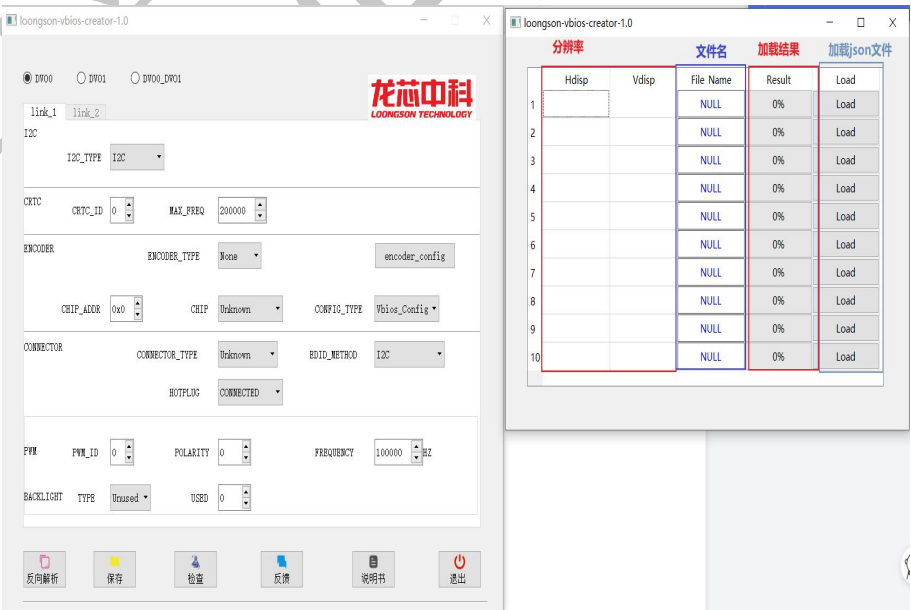 loongson-vbios-creator-1.0
DVO0 DVO1 DVO0_DVO1
龙芯中科
LOONGSON TECHNOLOGY
link_1 link_2
I2C
I2C_TYPE I2C
CRTC
CRTC_ID 0 MAX_FREQ 200000
ENCODER
ENCODER_TYPE None encoder_config
CHIP_ADDR 0x0 CHIP Unknown CONFIG_TYPE Vbios_Config
CONNECTOR
CONNECTOR_TYPE Unknown EDID_METHOD I2C
HOTPLUG CONNECTED
PWM PWM_ID 0 POLARITY 0 FREQUENCY 100000 HZ
BACKLIGHT TYPE Unused USED 0
反向解析 保存 检查 反馈 说明书 退出
loongson-vbios-creator-1.0
分辨率 文件名 加载结果 加载json文件
Hdisp Vdisp File Name Result Load
1 NULL 0% Load
2 NULL 0% Load
3 NULL 0% Load
4 NULL 0% Load
5 NULL 0% Load
6 NULL 0% Load
7 NULL 0% Load
8 NULL 0% Load
9 NULL 0% Load
10 NULL 0% Load